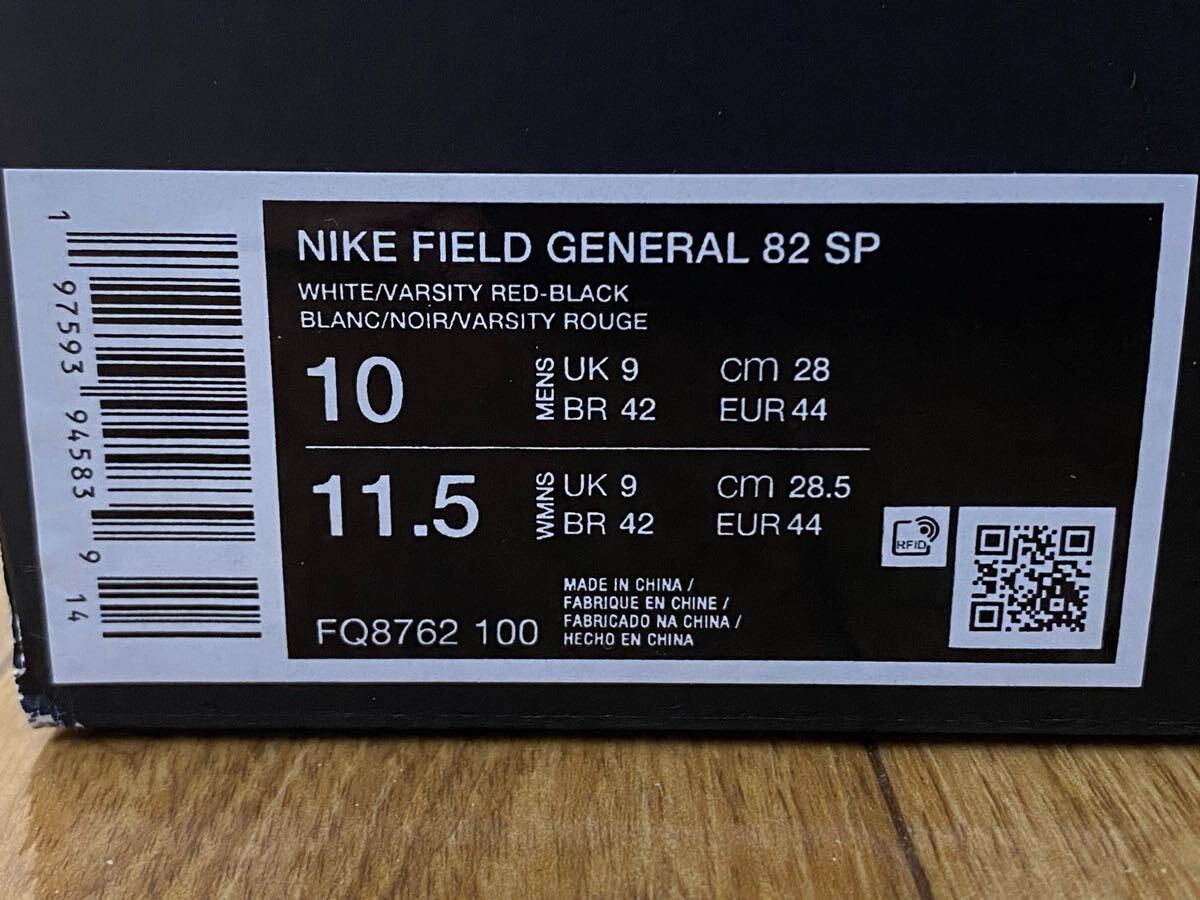 NIKE FIELD GENERAL 82 SP
WHITE/VARSITY RED-BLACK
BLANC/NOIR/VARSITY ROUGE
10 MENS UK 9 cm 28
BR 42 EUR 44
11.5 WMNS UK 9 cm 28.5
BR 42 EUR 44
RFID
FQ8762 100
MADE IN CHINA /
FABRIQUE EN CHINE /
FABRICADO NA CHINA /
HECHO EN CHINA
1 97593 94583 9 14